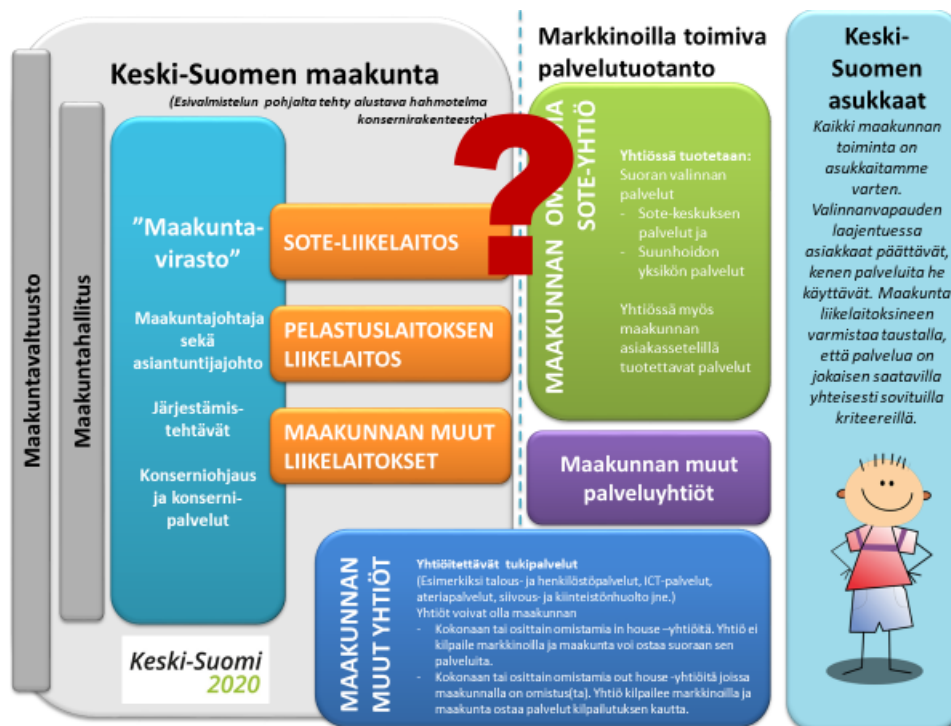 Maakuntavaltuusto
Maakuntahallitus
Keski-Suomen maakunta
(Esivalmistelun pohjalta tehty alustava hahmotelma
konsernirakenteesta)
"Maakunta-
virasto"
Maakuntajohtaja
sekä
asiantuntijajohto
Järjestämis-
tehtävät
Konserniohjaus
ja konserni-
palvelut
SOTE-LIIKELAITOS
PELASTUSLAITOKSEN
LIIKELAITOS
MAAKUNNAN MUUT
LIIKELAITOKSET
Keski-Suomi
2020
?
Markkinoilla toimiva
palvelutuotanto
MAAKUNNAN
SOTE-YHTIÖ
Yhtiössä tuotetaan:
Suoran valinnan
palvelut
- Sote-keskuksen
palvelut ja
- Suunhoidon
yksikön palvelut
Yhtiössä myös
maakunnan
asiakassetelillä
tuotettavat palvelut
Maakunnan muut
palveluyhtiöt
MAAKUNNAN
MUUT YHTIÖT
Yhtiöitettävät tukipalvelut
(Esimerkiksi talous- ja henkilöstöpalvelut, ICT-palvelut,
ateriapalvelut, siivous- ja kiinteistönhuolto jne.)
Yhtiöt voivat olla maakunnan
- Kokonaan tai osittain omistamia in house –yhtiöitä. Yhtiö ei
kilpaile markkinoilla ja maakunta voi ostaa suoraan sen
palveluita.
- Kokonaan tai osittain omistamia out house -yhtiöitä joissa
maakunnalla on omistus(ta). Yhtiö kilpailee markkinoilla ja
maakunta ostaa palvelut kilpailutuksen kautta.
Keski-
Suomen
asukkaat
Kaikki maakunnan
toiminta on
asukkaitamme
varten.
Valinnanvapauden
laajentuessa
asiakkaat päättävät,
kenen palveluita he
käyttävät. Maakunta
liikelaitoksineen
varmistaa taustalla,
että palvelua on
jokaisen saatavilla
yhteisesti sovituilla
kriteereillä.